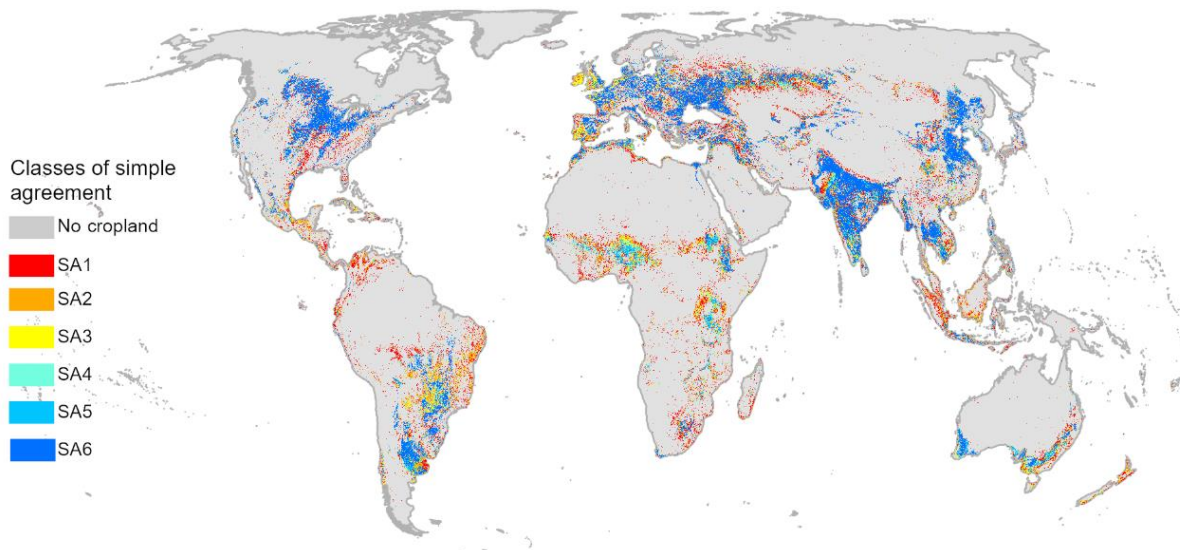 Classes of simple
agreement
No cropland
SA1
SA2
SA3
SA4
SA5
SA6